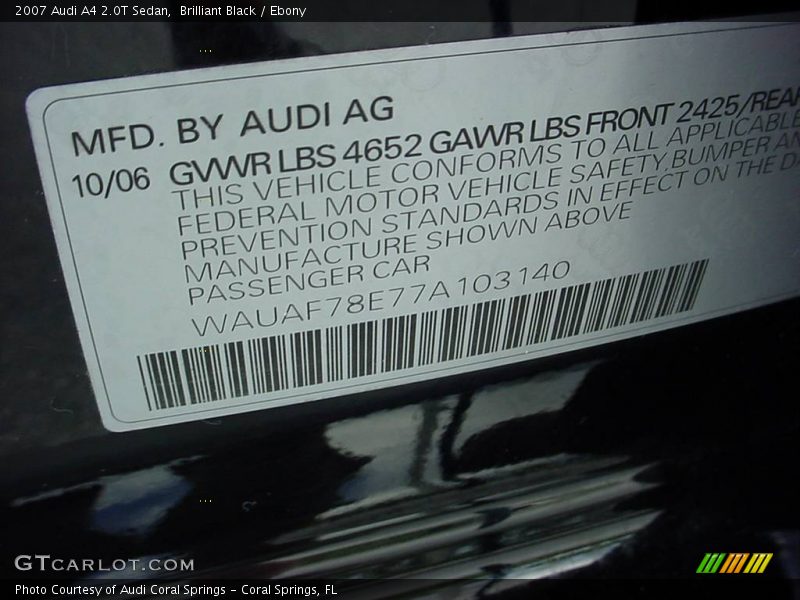 2007 Audi A4 2.0T Sedan,  Brilliant Black / Ebony
MFD. BY AUDI AG
10/06 GVWR LBS 4652 GAWR LBS FRONT 2425/REAR
THIS VEHICLE CONFORMS TO ALL APPLICABLE
FEDERAL MOTOR VEHICLE SAFETY,BUMPER
PREVENTION STANDARDS IN EFFECT ON THE
MANUFACTURE SHOWN ABOVE
PASSENGER CAR
WAUAF78E77A103140
GTCARLOT.COM
Photo Courtesy of Audi Coral Springs - Coral Springs, FL